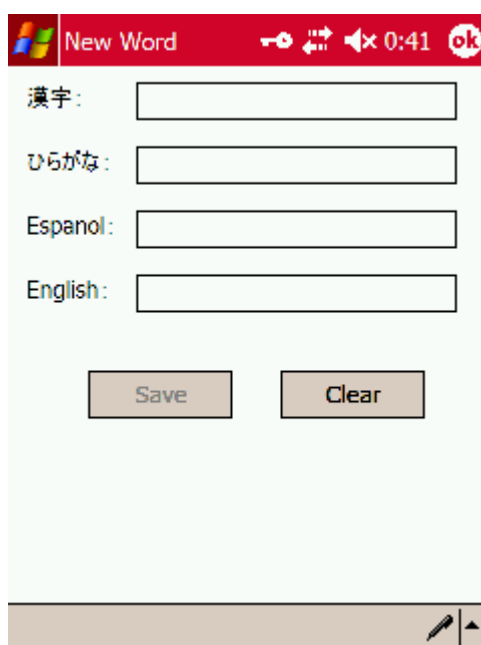 New Word 0:41 ok
漢字:
ひらがな:
Espanol:
English:
Save Clear